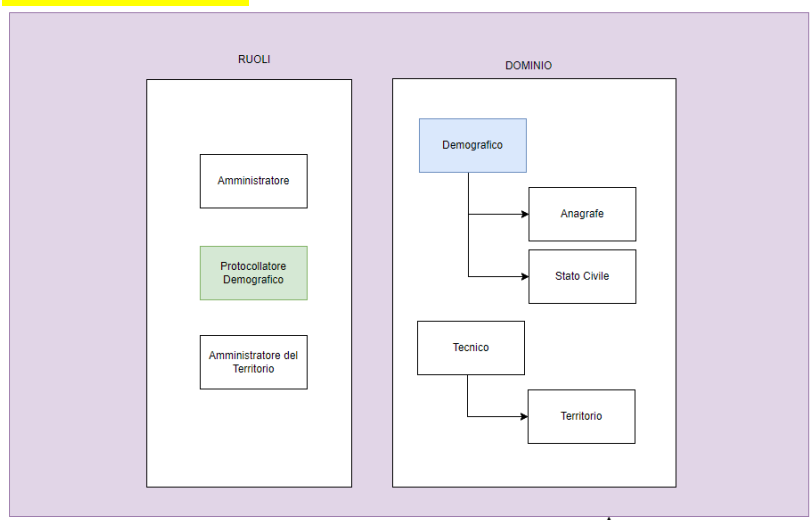 RUOLI
DOMINIO
Amministratore
Protocollatore
Demografico
Amministratore del
Territorio
Demografico
Anagrafe
Stato Civile
Tecnico
Territorio